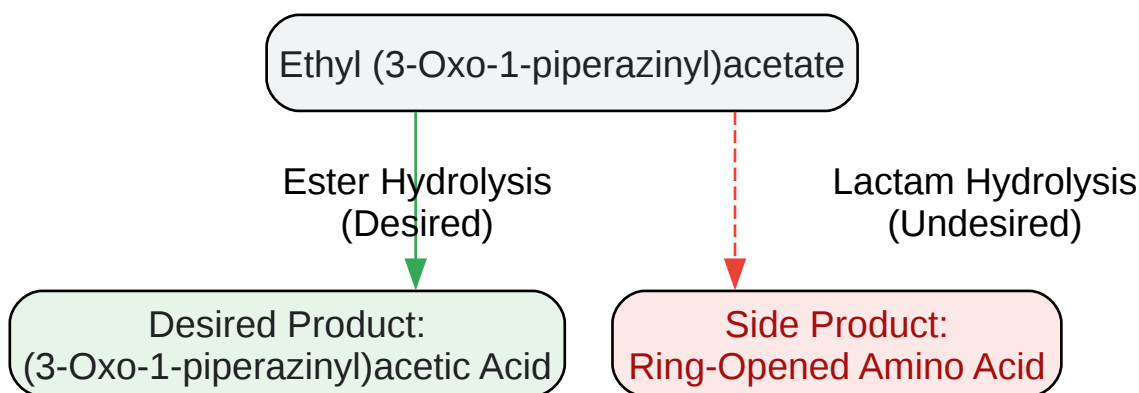 Ethyl (3-Oxo-1-piperazinyl)acetate
Ester Hydrolysis
(Desired)
Lactam Hydrolysis
(Undesired)
Desired Product:
(3-Oxo-1-piperazinyl)acetic Acid
Side Product:
Ring-Opened Amino Acid